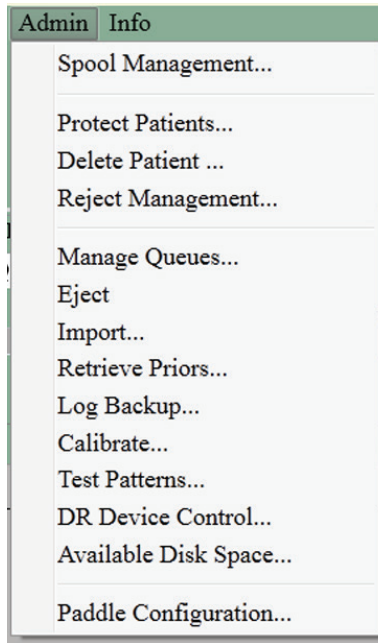 Admin Info
Spool Management...
Protect Patients...
Delete Patient ...
Reject Management...
Manage Queues...
Eject
Import...
Retrieve Priors...
Log Backup...
Calibrate...
Test Patterns...
DR Device Control...
Available Disk Space...
Paddle Configuration...